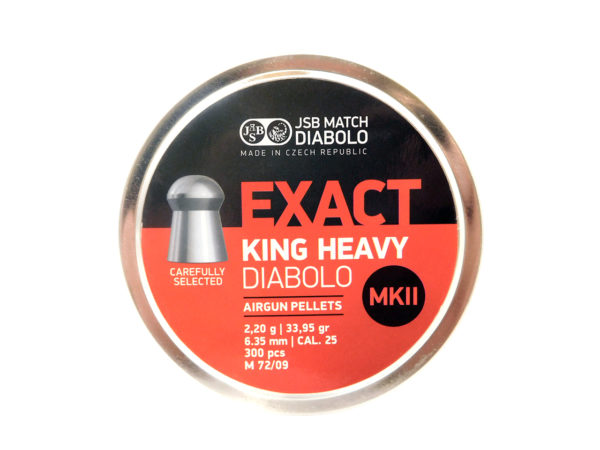 JSB
JSB MATCH
DIABOLO
MADE IN CZECH REPUBLIC
EXACT
KING HEAVY
DIABOLO
MKII
CAREFULLY
SELECTED
AIRGUN PELLETS
2,20 g | 33,95 gr
6.35 mm | CAL. 25
300 pcs
M 72/09